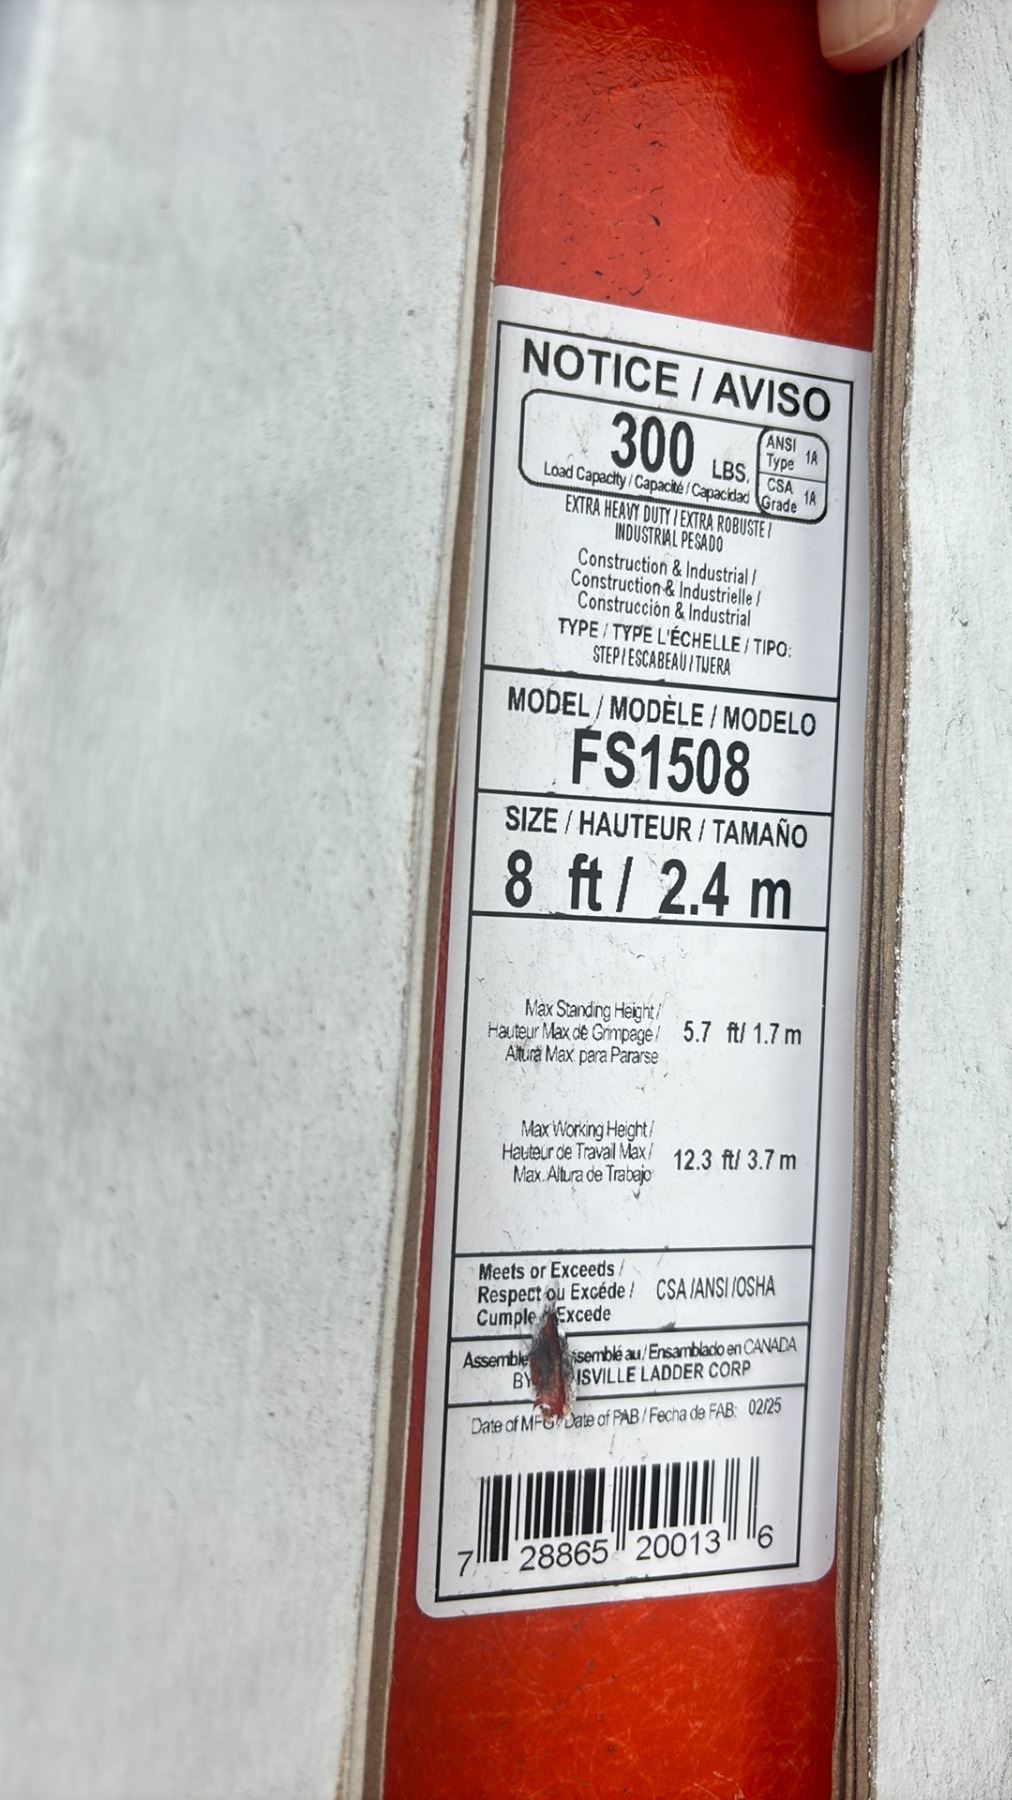 NOTICE / AVISO
300 LBS.
Load Capacity / Capacité / Capacidad
ANSI Type 1A
CSA Grade 1A
EXTRA HEAVY DUTY / EXTRA ROBUSTE /
INDUSTRIAL PESADO
Construction & Industrial /
Construction & Industrielle /
Construcción & Industrial
TYPE / TYPE L'ÉCHELLE / TIPO:
STEP / ESCABEAU / TIJERA
MODEL / MODÈLE / MODELO
FS1508
SIZE / HAUTEUR / TAMAÑO
8 ft / 2.4 m
Max Standing Height /
Hauteur Max de Grimpage /
Altura Max para Pararse
5.7 ft/ 1.7 m
Max Working Height /
Hauteur de Travail Max /
Max. Altura de Trabajo
12.3 ft/ 3.7 m
Meets or Exceeds /
Respect ou Excéde /
Cumple Excede
CSA /ANSI /OSHA
au / Ensamblado en CANADA
BY LADDER CORP
Date of MFG / Date of FAB / Fecha de FAB: 02/25
7 28865 20013 6